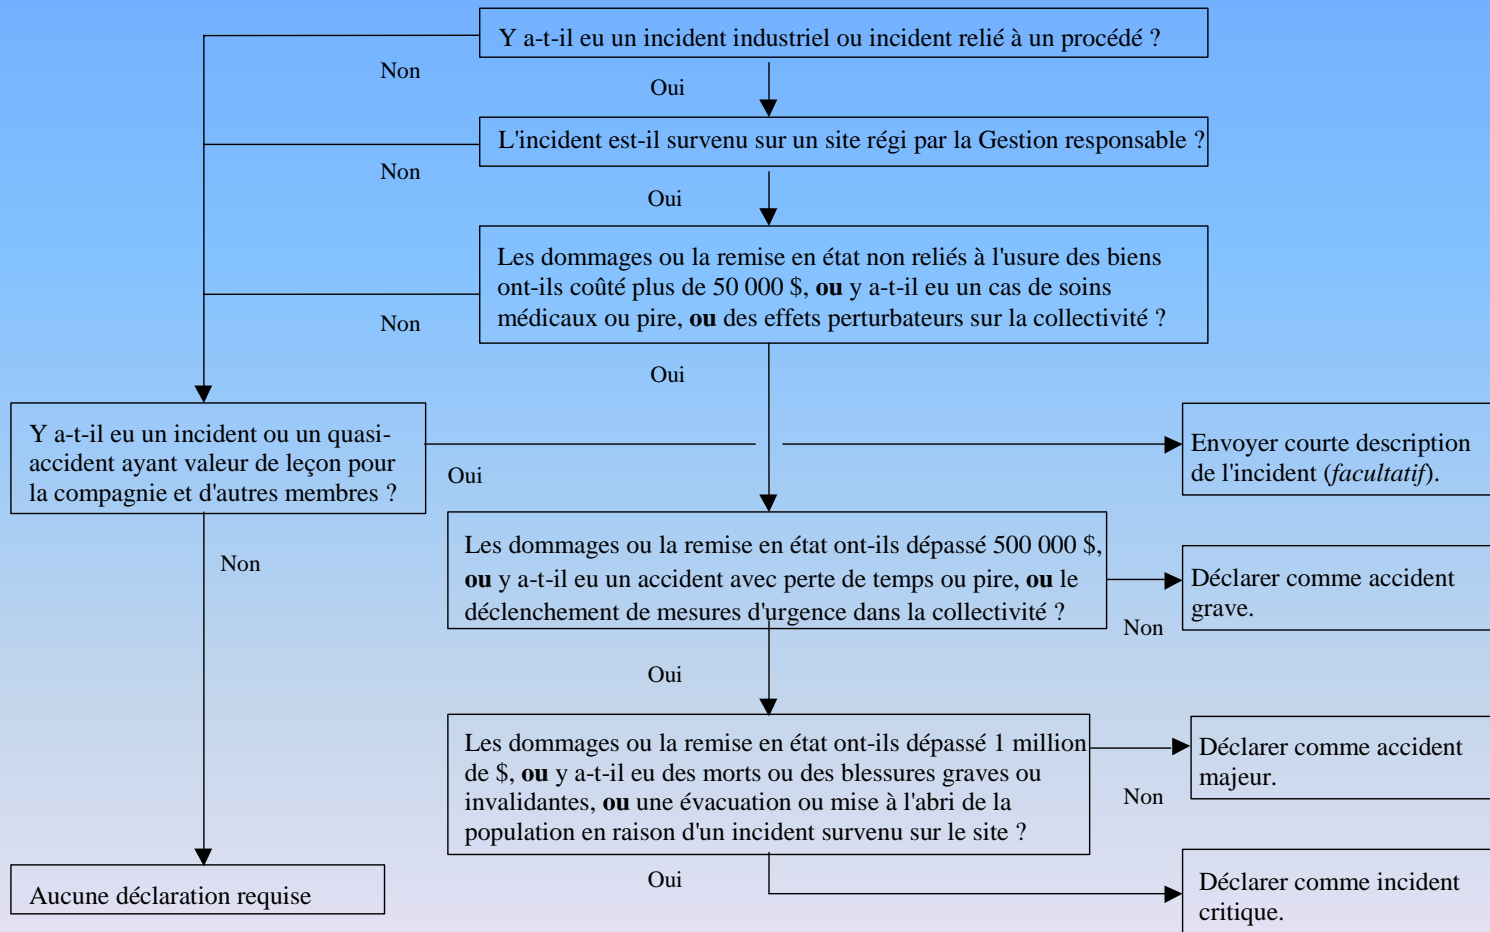 Y a-t-il eu un incident industriel ou incident relié à un procédé ?
Non
Oui
L'incident est-il survenu sur un site régi par la Gestion responsable ?
Non
Oui
Les dommages ou la remise en état non reliés à l'usure des biens
ont-ils coûté plus de 50 000 $, ou y a-t-il eu un cas de soins
médicaux ou pire, ou des effets perturbateurs sur la collectivité ?
Non
Oui
Y a-t-il eu un incident ou un quasi-
accident ayant valeur de leçon pour
la compagnie et d'autres membres ?
Oui
Envoyer courte description
de l'incident (facultatif).
Non
Les dommages ou la remise en état ont-ils dépassé 500 000 $,
ou y a-t-il eu un accident avec perte de temps ou pire, ou le
déclenchement de mesures d'urgence dans la collectivité ?
Non
Déclarer comme accident
grave.
Oui
Les dommages ou la remise en état ont-ils dépassé 1 million
de $, ou y a-t-il eu des morts ou des blessures graves ou
invalidantes, ou une évacuation ou mise à l'abri de la
population en raison d'un incident survenu sur le site ?
Non
Déclarer comme accident
majeur.
Oui
Déclarer comme incident
critique.
Aucune déclaration requise